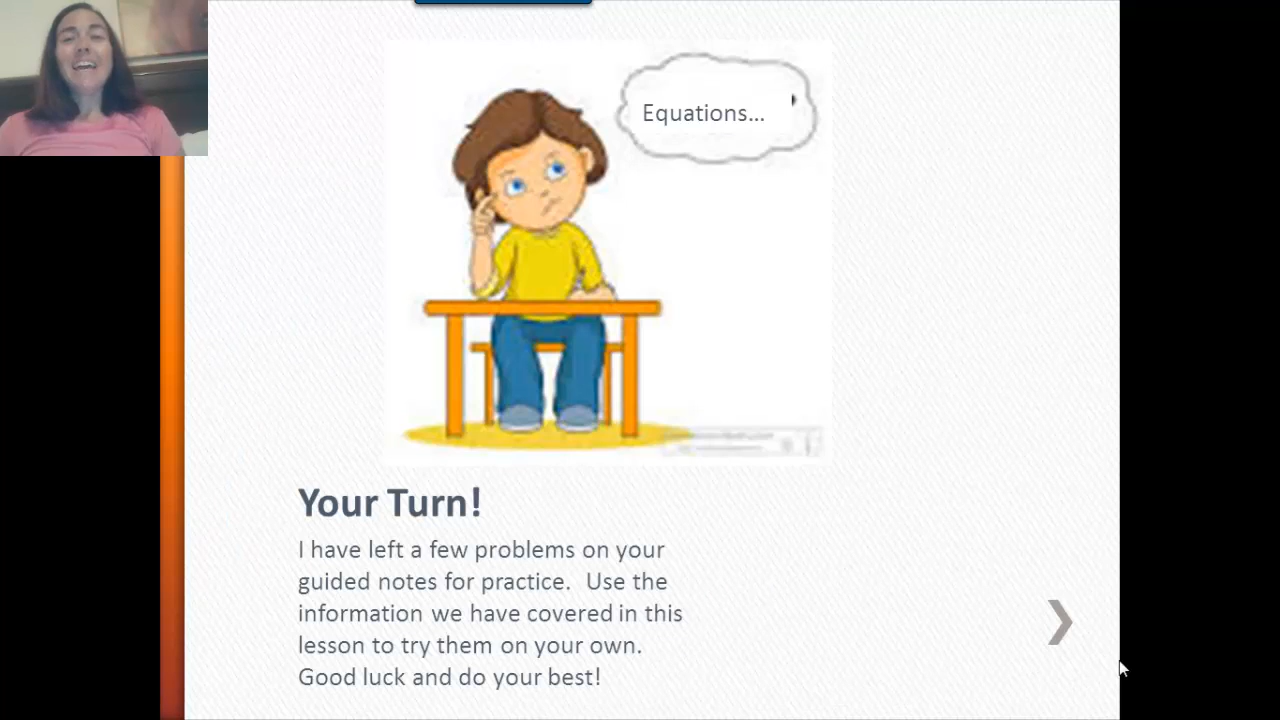 Equations...
Your Turn!
I have left a few problems on your
guided notes for practice.  Use the
information we have covered in this
lesson to try them on your own.
Good luck and do your best!